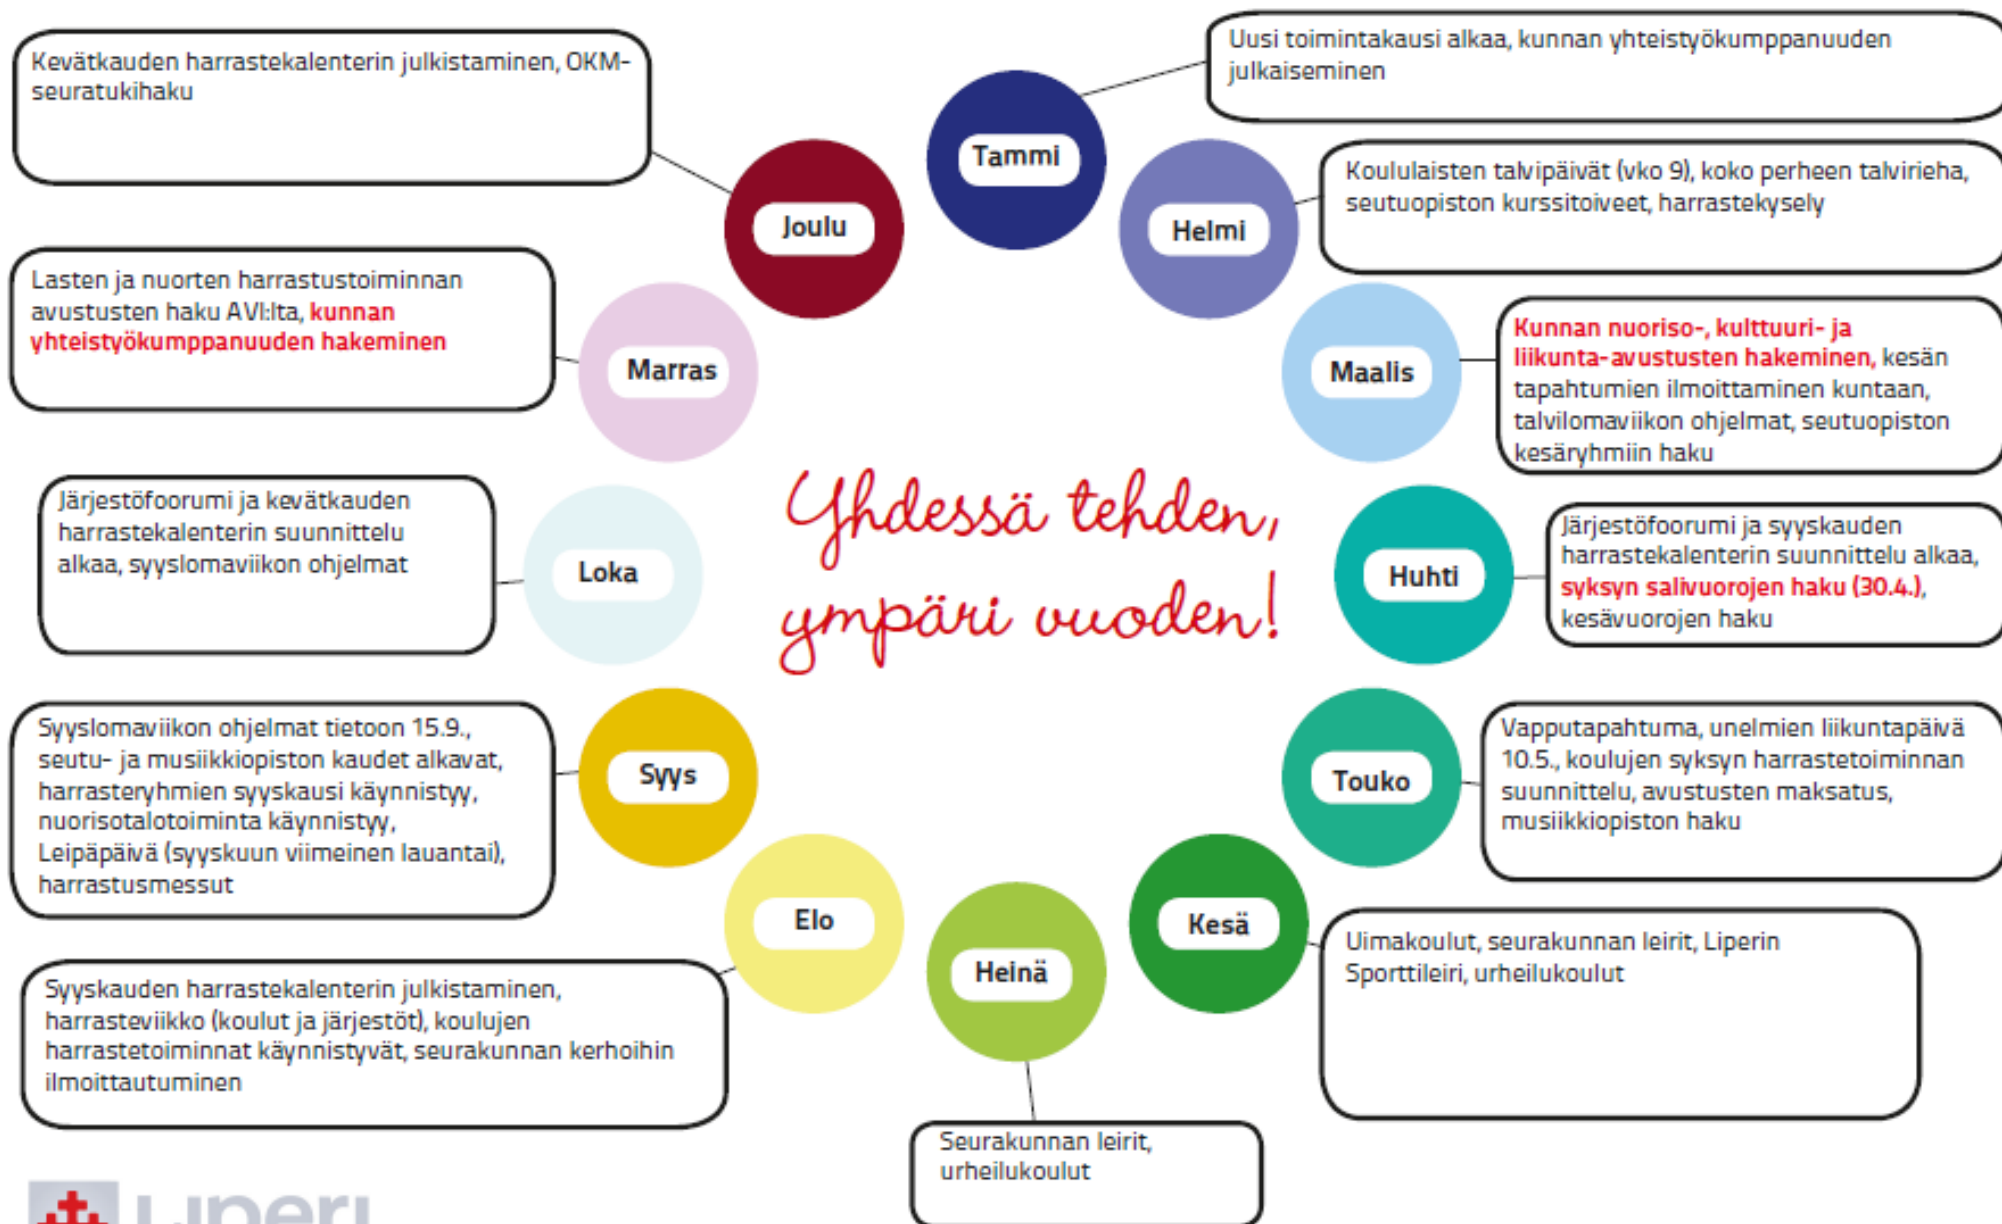 Uusi toimintakausi alkaa, kunnan yhteistyökumppanuuden
julkaiseminen
Tammi
Koululaisten talvipäivät (vko 9), koko perheen talvirieha,
seutuopiston kurssitoiveet, harrastekysely
Helmi
Kunnan nuoriso-, kulttuuri- ja
liikunta-avustusten hakeminen, kesän
tapahtumien ilmoittaminen kuntaan,
talvilomaviikon ohjelmat, seutuopiston
kesäryhmiin haku
Maalis
Järjestöfoorumi ja syyskauden
harrastekalenterin suunnittelu alkaa,
syksyn salivuorojen haku (30.4.),
kesävuorojen haku
Huhti
Vapputapahtuma, unelmien liikuntapäivä
10.5., koulujen syksyn harrastetoiminnan
suunnittelu, avustusten maksatus,
musiikkiopiston haku
Touko
Uimakoulut, seurakunnan leirit, Liperin
Sporttileiri, urheilukoulut
Kesä
Seurakunnan leirit,
urheilukoulut
Heinä
Syyskauden harrastekalenterin julkistaminen,
harrasteviikko (koulut ja järjestöt), koulujen
harrastetoiminnat käynnistyvät, seurakunnan kerhoihin
ilmoittautuminen
Elo
Syyslomaviikon ohjelmat tietoon 15.9.,
seutu- ja musiikkiopiston kaudet alkavat,
harrasteryhmien syyskausi käynnistyy,
nuorisotalotoiminta käynnistyy,
Leipäpäivä (syyskuun viimeinen lauantai),
harrastusmessut
Syys
Järjestöfoorumi ja kevätkauden
harrastekalenterin suunnittelu
alkaa, syyslomaviikon ohjelmat
Loka
Lasten ja nuorten harrastustoiminnan
avustusten haku AVI:lta, kunnan
yhteistyökumppanuuden hakeminen
Marras
Kevätkauden harrastekalenterin julkistaminen, OKM-
seuratukihaku
Joulu
Yhdessä tehden,
ympäri vuoden!
Liperi